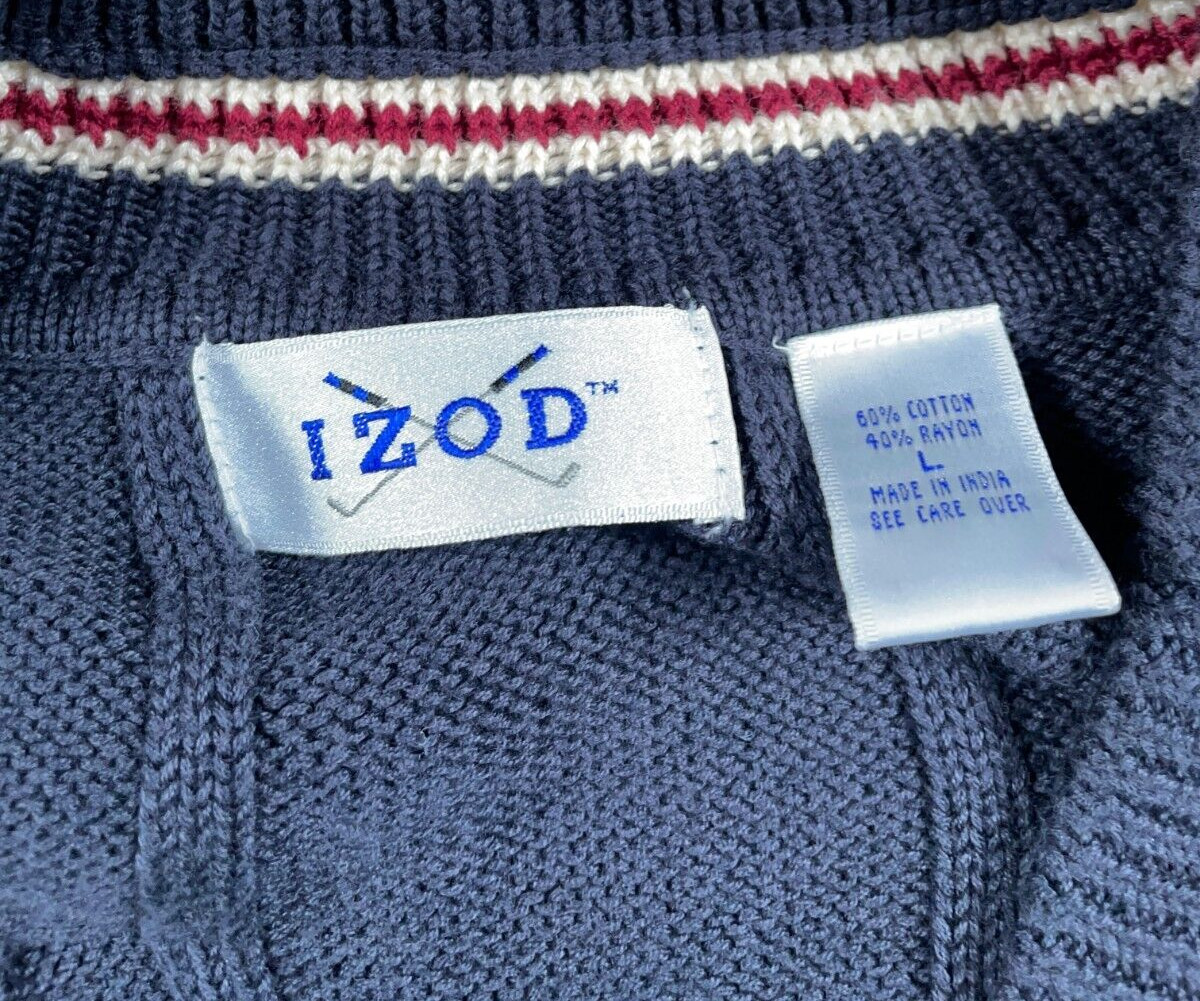 IZOD™
60% COTTON
40% RAYON
L
MADE IN INDIA
SEE CARE OVER